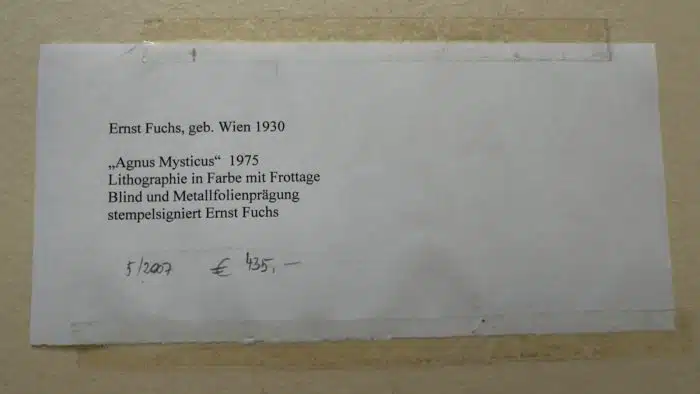 Ernst Fuchs, geb. Wien 1930
„Agnus Mysticus“ 1975
Lithographie in Farbe mit Frottage
Blind und Metallfolienprägung
stempelsigniert Ernst Fuchs
5/2007 € 435,—